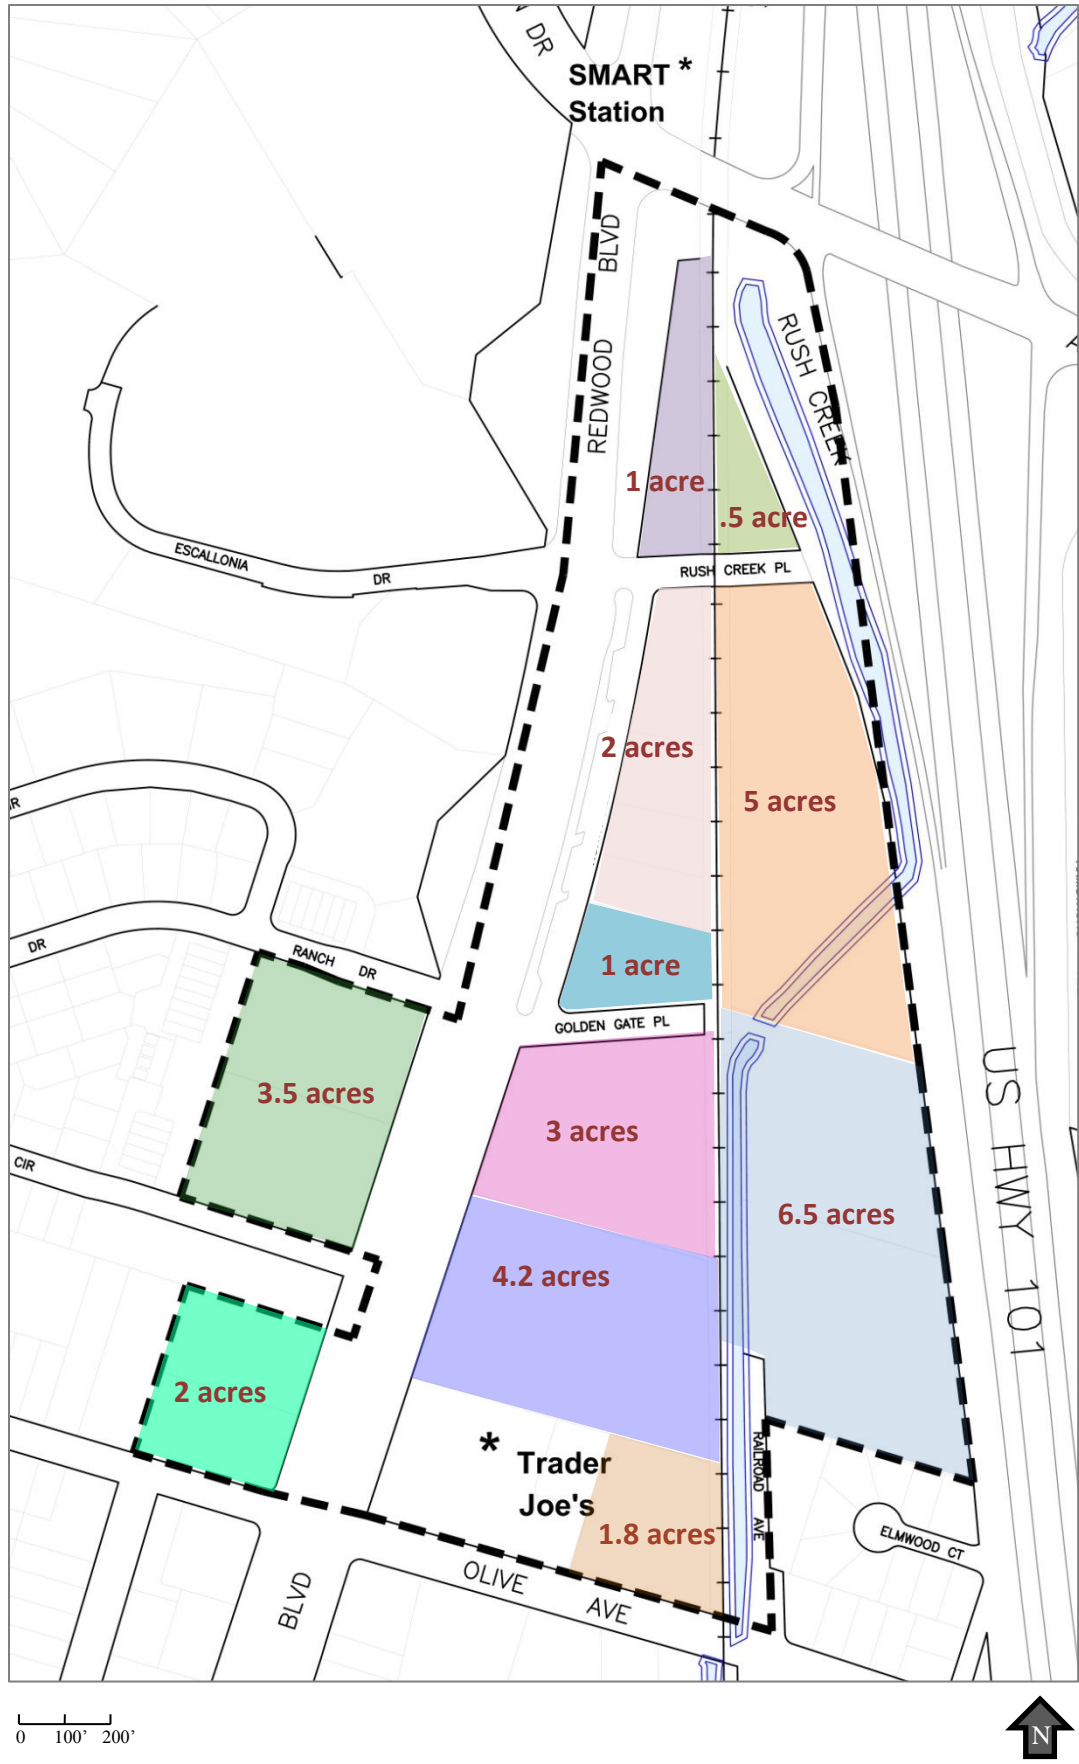 DR
SMART *
Station
REDWOOD BLVD
RUSH CREEK
1 acre
.5 acre
ESCALLONIA DR
RUSH CREEK PL
2 acres
5 acres
DR
RANCH DR
1 acre
GOLDEN GATE PL
3.5 acres
3 acres
US HWY 101
CIR
6.5 acres
4.2 acres
2 acres
* Trader
Joe's
RAILROAD AVE
1.8 acres
ELMWOOD CT
OLIVE AVE
BLVD
0 100' 200'
N